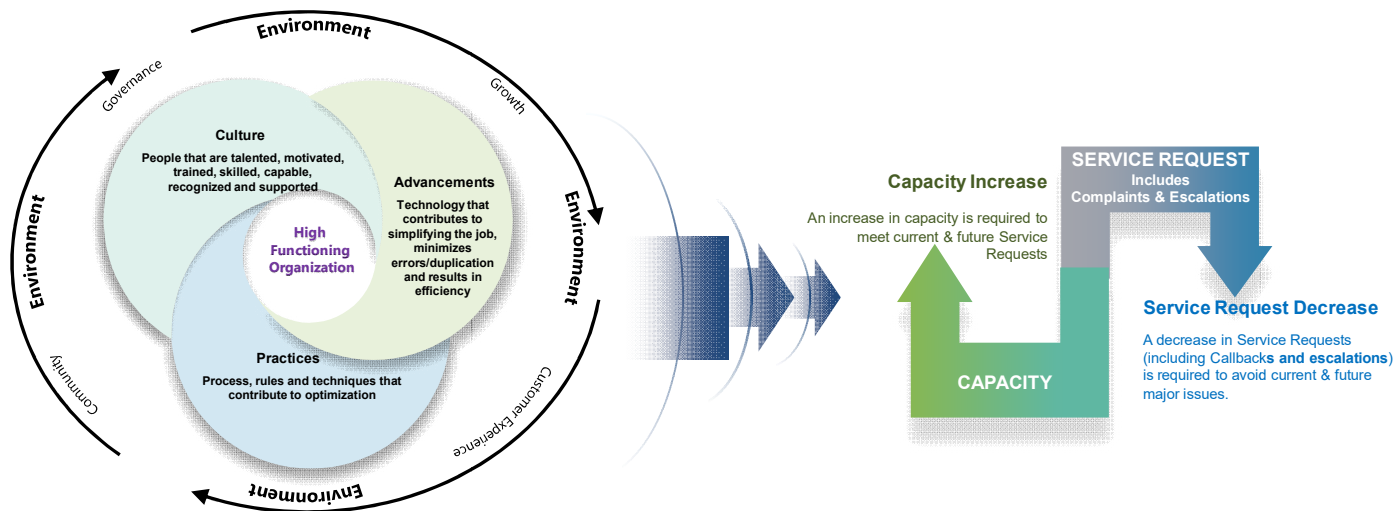 Environment
Governance
Growth
Environment
Environment
Community
Customer Experience
Environment
Culture
People that are talented, motivated,
trained, skilled, capable,
recognized and supported
Advancements
Technology that
contributes to
simplifying the job,
minimizes
errors/duplication
and results in
efficiency
High
Functioning
Organization
Practices
Process, rules and techniques that
contribute to optimization
Capacity Increase
An increase in capacity is required to
meet current & future Service
Requests
CAPACITY
SERVICE REQUEST
Includes
Complaints & Escalations
Service Request Decrease
A decrease in Service Requests
(including Callbacks and escalations)
is required to avoid current & future
major issues.